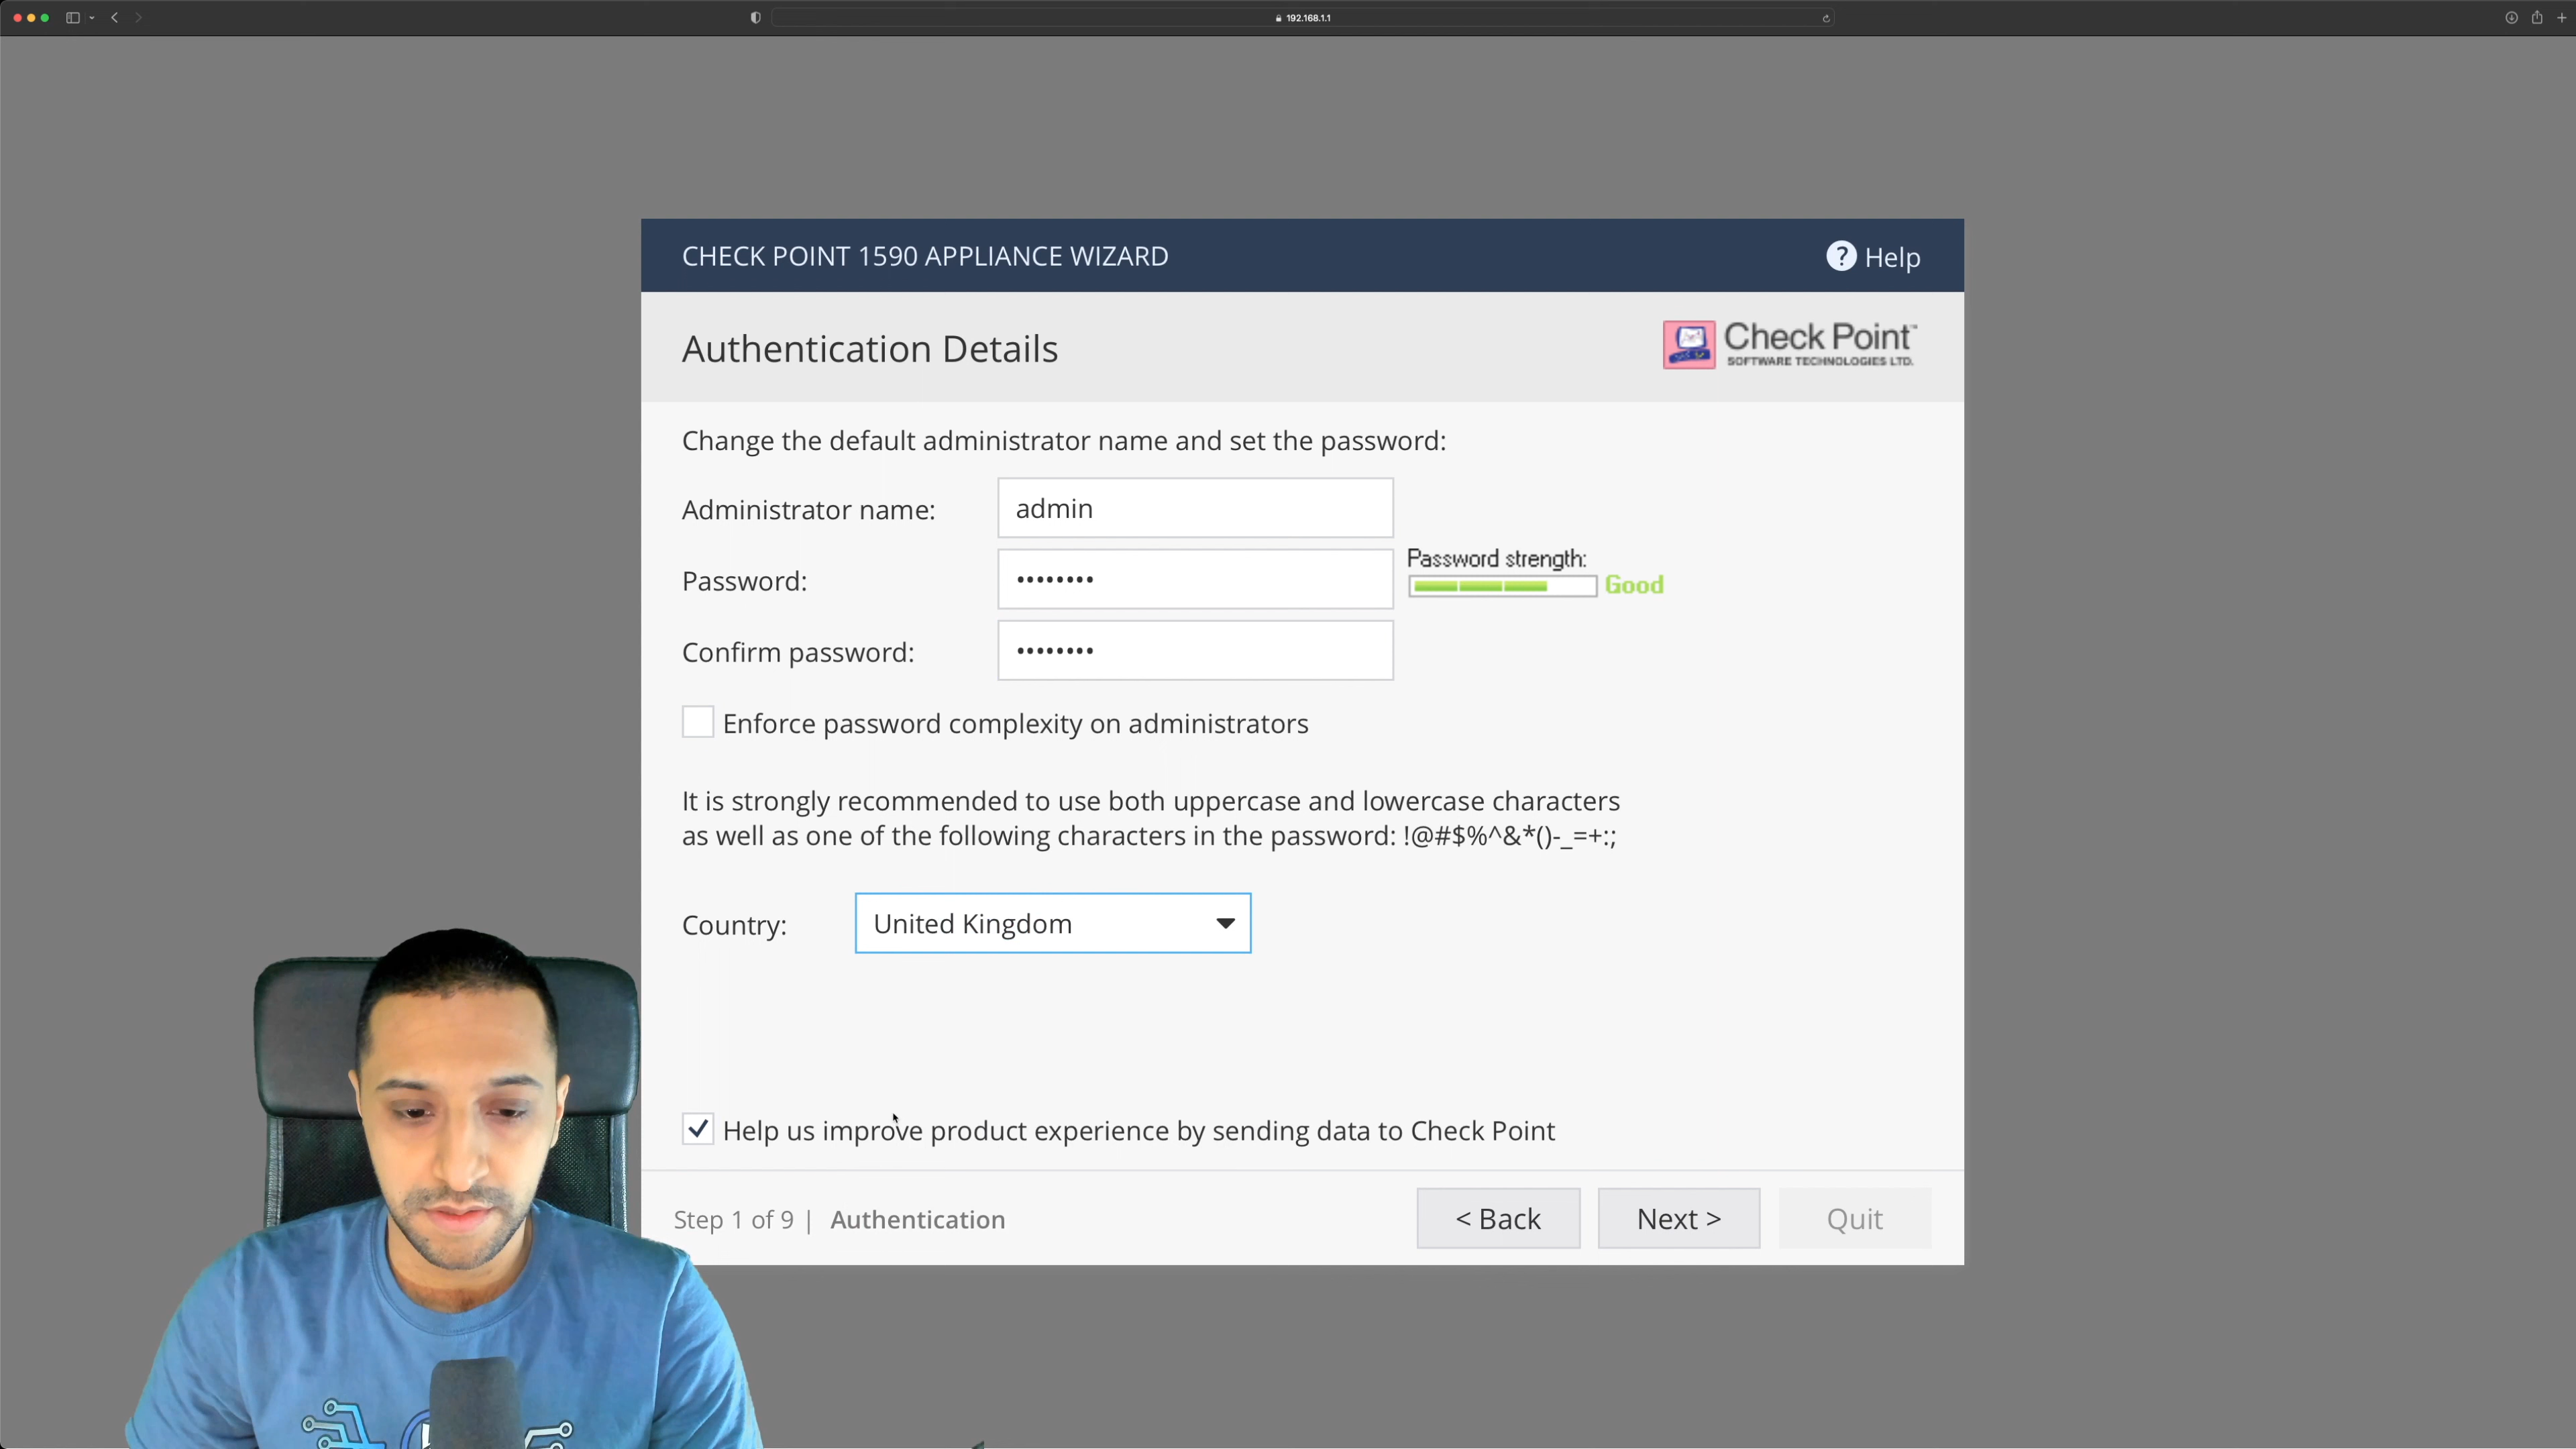 192.168.1.1
CHECK POINT 1590 APPLIANCE WIZARD
? Help
Authentication Details
Check Point™
SOFTWARE TECHNOLOGIES LTD.
Change the default administrator name and set the password:
Administrator name: admin
Password: •••••••• Password strength: Good
Confirm password: ••••••••
Enforce password complexity on administrators
It is strongly recommended to use both uppercase and lowercase characters
as well as one of the following characters in the password: !@#$%^&*()-_=+:;
Country: United Kingdom
Help us improve product experience by sending data to Check Point
Step 1 of 9 | Authentication
< Back
Next >
Quit